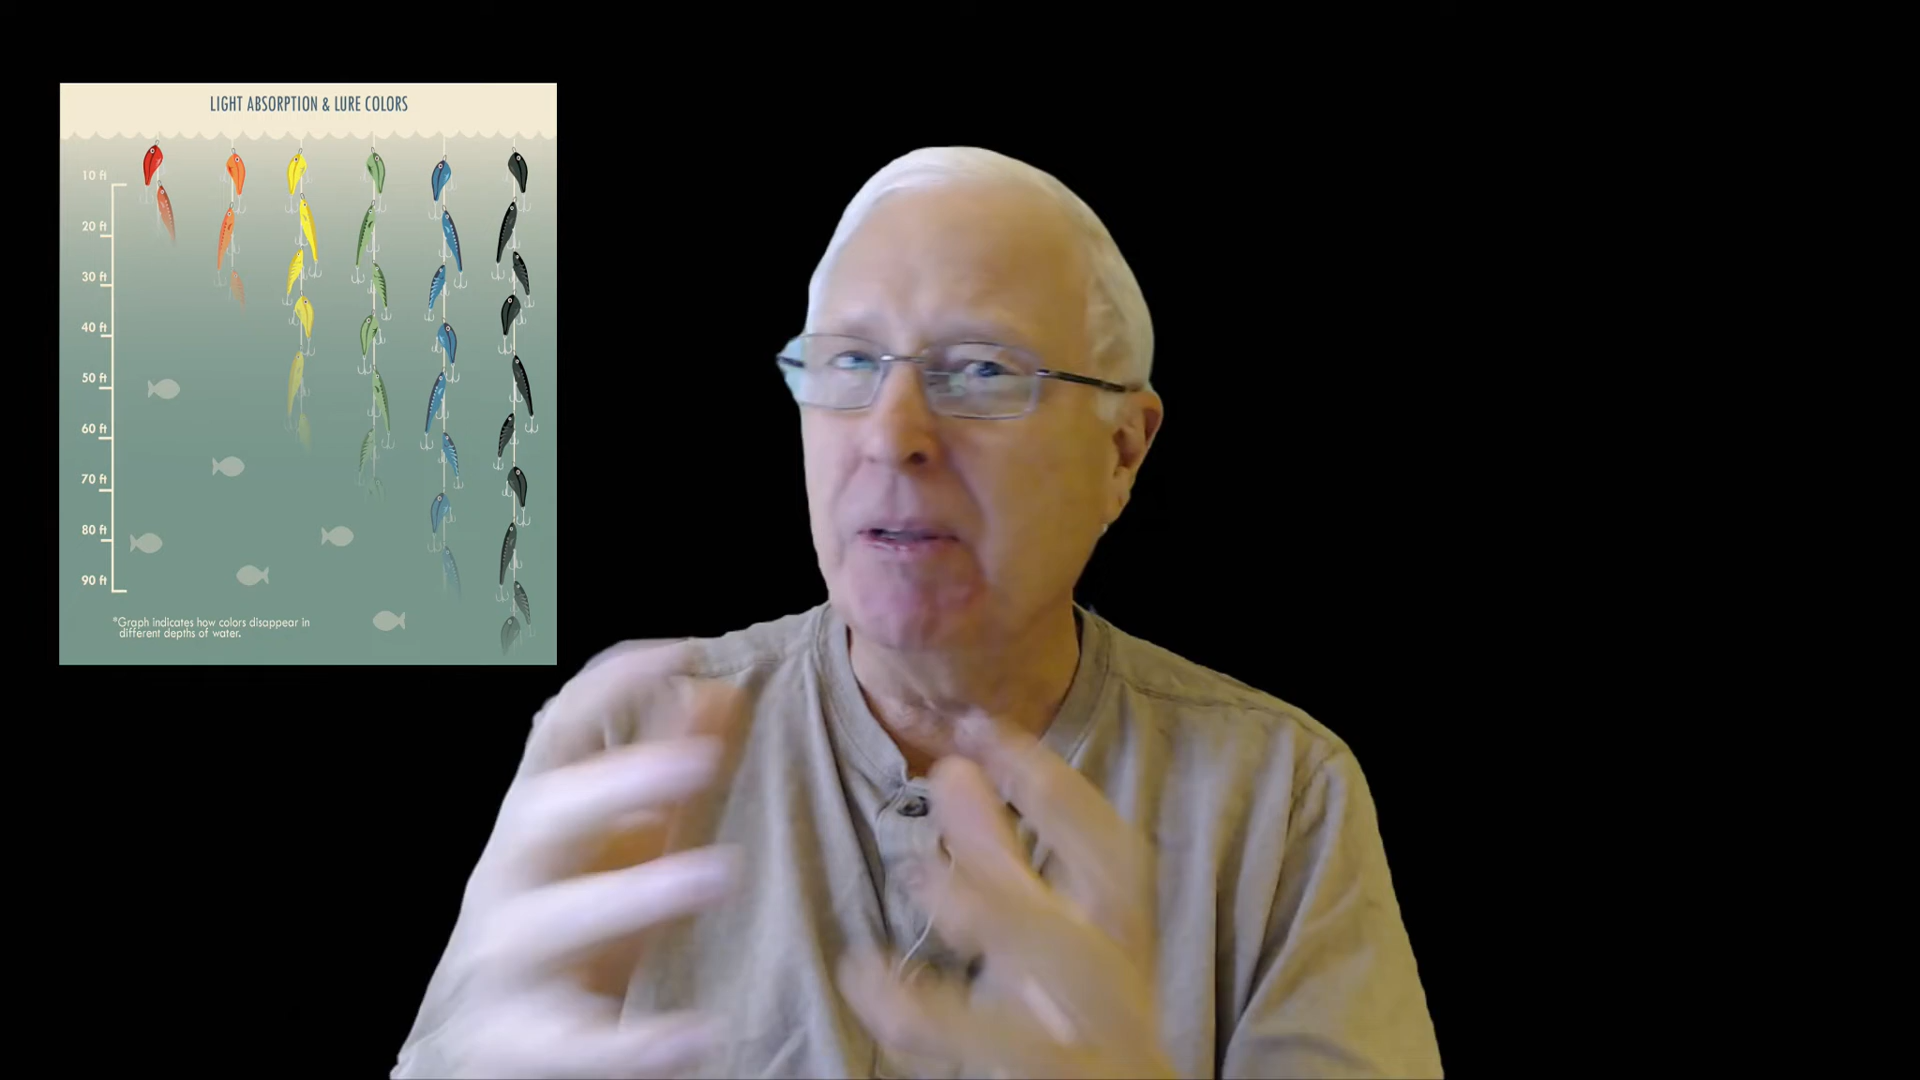 LIGHT ABSORPTION & LURE COLORS
10 ft
20 ft
30 ft
40 ft
50 ft
60 ft
70 ft
80 ft
90 ft
*Graph indicates how colors disappear in
different depths of water.